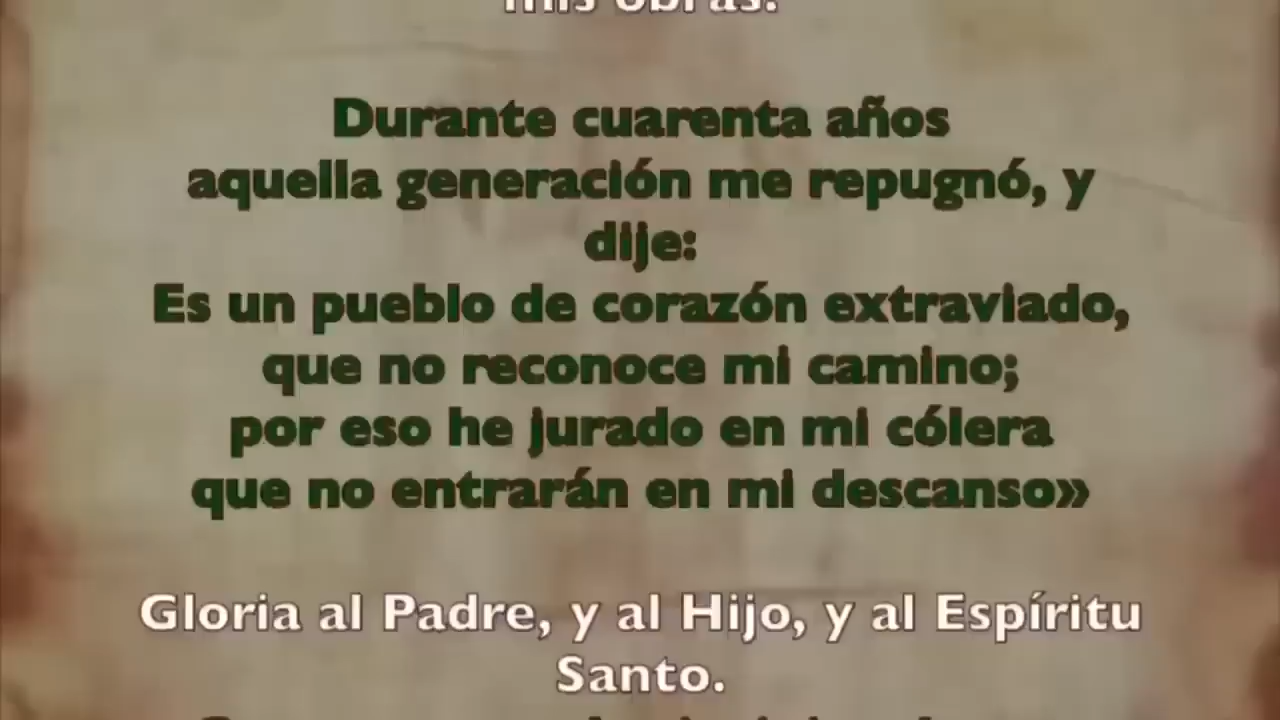 mis obras.
Durante cuarenta años
aquella generación me repugnó, y
dije:
Es un pueblo de corazón extraviado,
que no reconoce mi camino;
por eso he jurado en mi cólera
que no entrarán en mi descanso»
Gloria al Padre, y al Hijo, y al Espíritu
Santo.